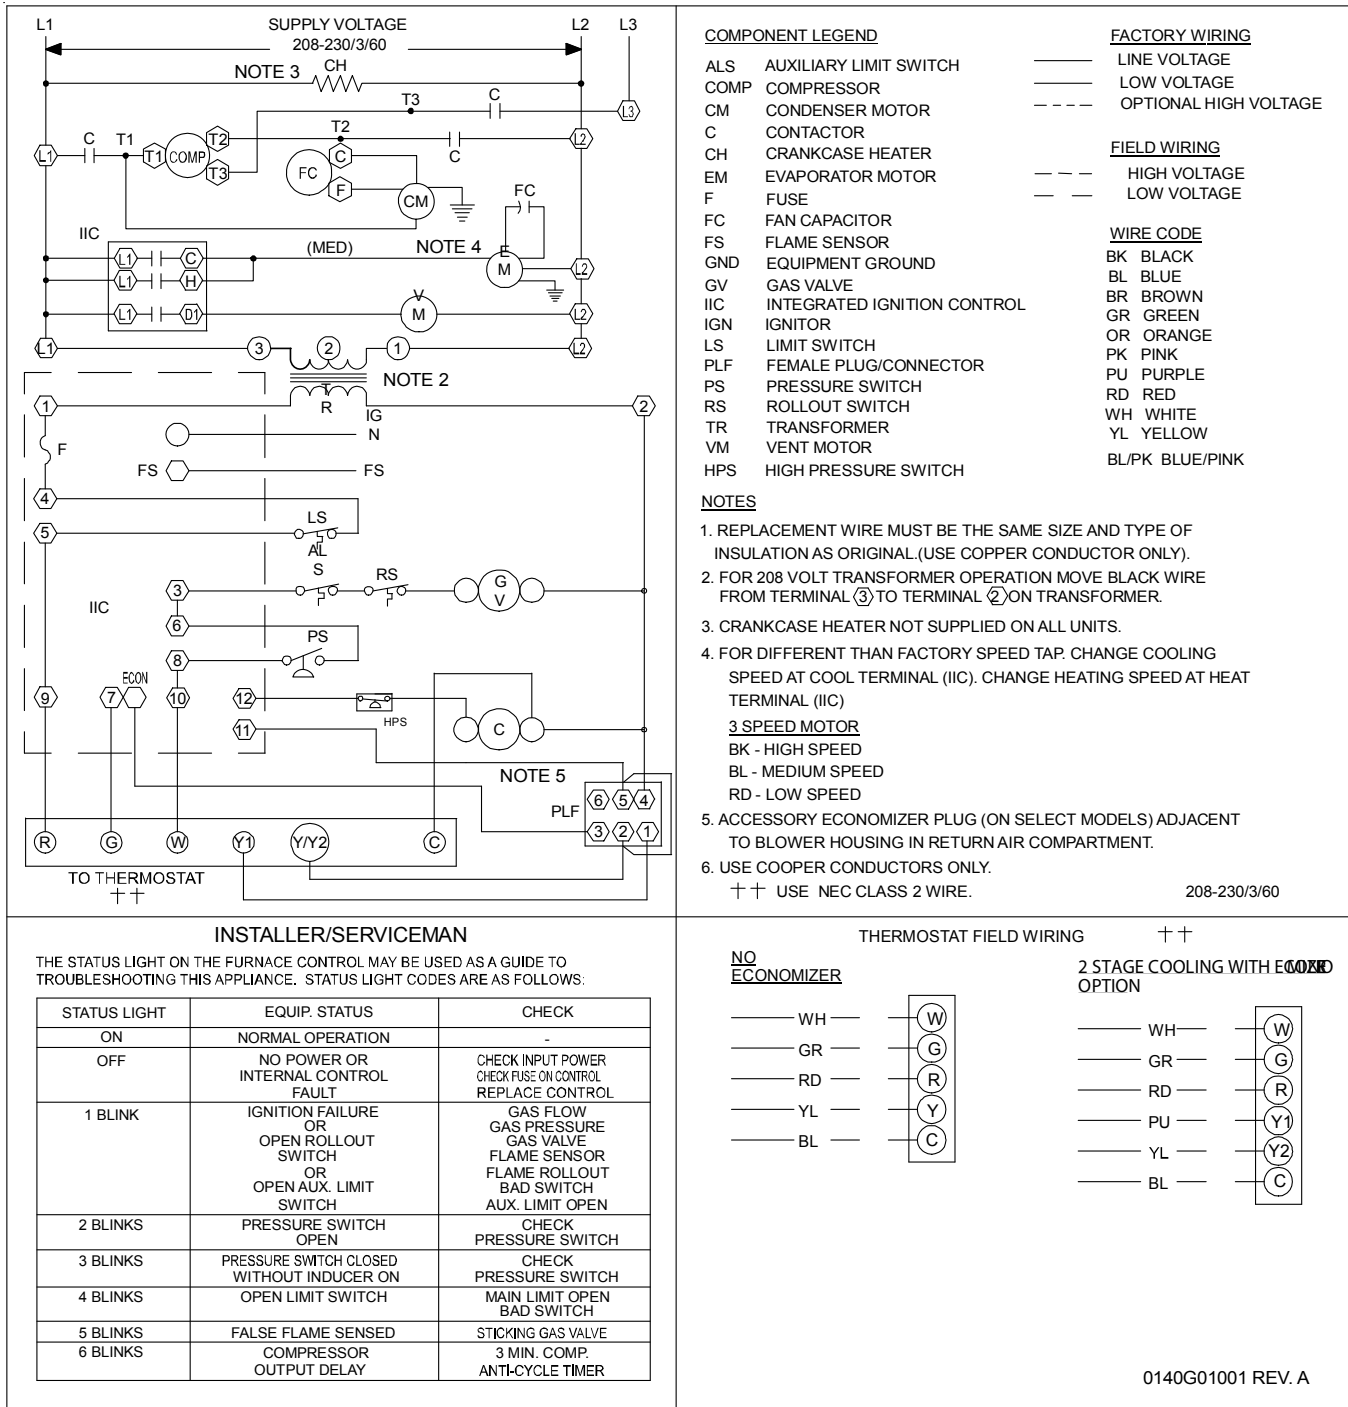 L1
SUPPLY VOLTAGE
L2
L3
208-230/3/60
NOTE 3
CH
T3
C
L3
C
T1
T2
T2
L2
L1
T1
COMP
C
C
T3
FC
F
CM
FC
IIC
(MED)
NOTE 4
E
L1
C
M
L2
L1
H
V
L1
D1
M
L2
L1
3
2
1
L2
NOTE 2
T
R
1
2
IG
N
F
FS
FS
4
LS
5
AL
S
RS
3
G
V
IIC
6
PS
8
ECON
9
7
10
12
HPS
11
C
NOTE 5
PLF
6
5
4
3
2
1
R
G
W
Y1
Y/Y2
C
TO THERMOSTAT
††
COMPONENT LEGEND
ALS AUXILIARY LIMIT SWITCH
COMP COMPRESSOR
CM CONDENSER MOTOR
C CONTACTOR
CH CRANKCASE HEATER
EM EVAPORATOR MOTOR
F FUSE
FC FAN CAPACITOR
FS FLAME SENSOR
GND EQUIPMENT GROUND
GV GAS VALVE
IIC INTEGRATED IGNITION CONTROL
IGN IGNITOR
LS LIMIT SWITCH
PLF FEMALE PLUG/CONNECTOR
PS PRESSURE SWITCH
RS ROLLOUT SWITCH
TR TRANSFORMER
VM VENT MOTOR
HPS HIGH PRESSURE SWITCH
FACTORY WIRING
LINE VOLTAGE
LOW VOLTAGE
OPTIONAL HIGH VOLTAGE
FIELD WIRING
HIGH VOLTAGE
LOW VOLTAGE
WIRE CODE
BK BLACK
BL BLUE
BR BROWN
GR GREEN
OR ORANGE
PK PINK
PU PURPLE
RD RED
WH WHITE
YL YELLOW
BL/PK BLUE/PINK
NOTES
1. REPLACEMENT WIRE MUST BE THE SAME SIZE AND TYPE OF
INSULATION AS ORIGINAL.(USE COPPER CONDUCTOR ONLY).
2. FOR 208 VOLT TRANSFORMER OPERATION MOVE BLACK WIRE
FROM TERMINAL 3 TO TERMINAL 2 ON TRANSFORMER.
3. CRANKCASE HEATER NOT SUPPLIED ON ALL UNITS.
4. FOR DIFFERENT THAN FACTORY SPEED TAP. CHANGE COOLING
SPEED AT COOL TERMINAL (IIC). CHANGE HEATING SPEED AT HEAT
TERMINAL (IIC)
3 SPEED MOTOR
BK - HIGH SPEED
BL - MEDIUM SPEED
RD - LOW SPEED
5. ACCESSORY ECONOMIZER PLUG (ON SELECT MODELS) ADJACENT
TO BLOWER HOUSING IN RETURN AIR COMPARTMENT.
6. USE COOPER CONDUCTORS ONLY.
†† USE NEC CLASS 2 WIRE.
208-230/3/60
INSTALLER/SERVICEMAN
THE STATUS LIGHT ON THE FURNACE CONTROL MAY BE USED AS A GUIDE TO
TROUBLESHOOTING THIS APPLIANCE. STATUS LIGHT CODES ARE AS FOLLOWS:
STATUS LIGHT EQUIP. STATUS CHECK
ON NORMAL OPERATION -
OFF NO POWER OR CHECK INPUT POWER
INTERNAL CONTROL CHECK FUSE ON CONTROL
FAULT REPLACE CONTROL
1 BLINK IGNITION FAILURE GAS FLOW
OR GAS PRESSURE
OPEN ROLLOUT GAS VALVE
SWITCH FLAME SENSOR
OR FLAME ROLLOUT
OPEN AUX. LIMIT BAD SWITCH
SWITCH AUX. LIMIT OPEN
2 BLINKS PRESSURE SWITCH CHECK
OPEN PRESSURE SWITCH
3 BLINKS PRESSURE SWITCH CLOSED CHECK
WITHOUT INDUCER ON PRESSURE SWITCH
4 BLINKS OPEN LIMIT SWITCH MAIN LIMIT OPEN
BAD SWITCH
5 BLINKS FALSE FLAME SENSED STICKING GAS VALVE
6 BLINKS COMPRESSOR 3 MIN. COMP.
OUTPUT DELAY ANTI-CYCLE TIMER
THERMOSTAT FIELD WIRING ††
NO
ECONOMIZER
WH W
GR G
RD R
YL Y
BL C
2 STAGE COOLING WITH
OPTION
WH W
GR G
RD R
PU Y1
YL Y2
BL C
0140G01001 REV. A